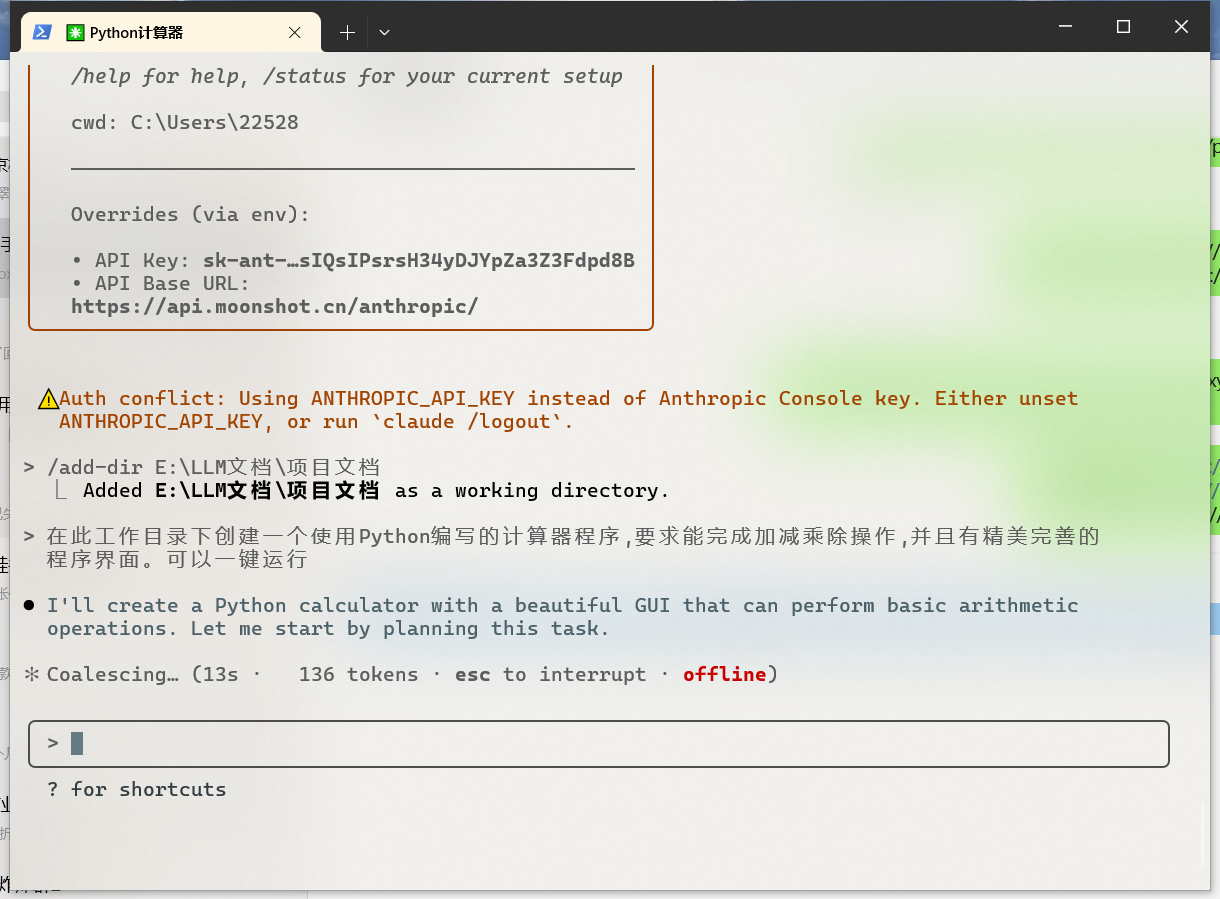 Python计算器
/help for help, /status for your current setup
cwd: C:\Users\22528
Overrides (via env):
• API Key: sk-ant-…sIQsIPsrsH34yDJYpZa3Z3Fdpd8B
• API Base URL:
https://api.moonshot.cn/anthropic/
Auth conflict: Using ANTHROPIC_API_KEY instead of Anthropic Console key. Either unset
ANTHROPIC_API_KEY, or run `claude /logout`.
> /add-dir E:\LLM文档\项目文档
⎿ Added E:\LLM文档\项目文档 as a working directory.
> 在此工作目录下创建一个使用Python编写的计算器程序,要求能完成加减乘除操作,并且有精美完善的
程序界面。可以一键运行
● I'll create a Python calculator with a beautiful GUI that can perform basic arithmetic
operations. Let me start by planning this task.
✻ Coalescing… (13s · 136 tokens · esc to interrupt · offline)
>
? for shortcuts